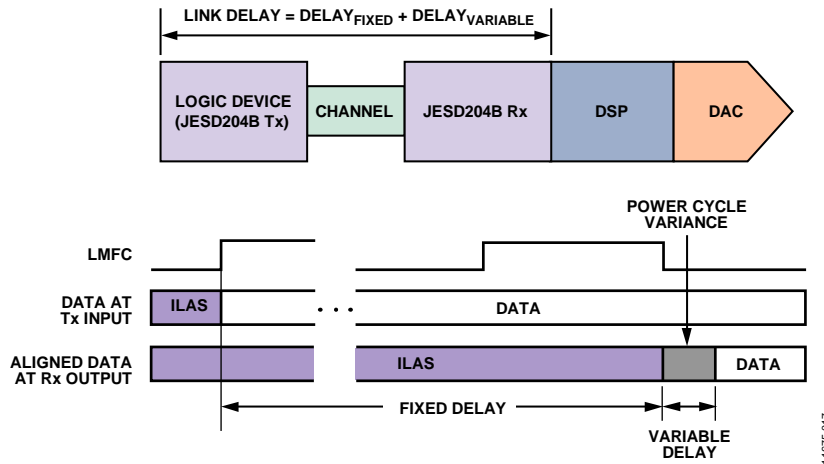 LINK DELAY = DELAYFIXED + DELAYVARIABLE
LOGIC DEVICE
(JESD204B Tx)
CHANNEL
JESD204B Rx
DSP
DAC
POWER CYCLE
VARIANCE
LMFC
DATA AT
Tx INPUT
ILAS
. . .
DATA
ALIGNED DATA
AT Rx OUTPUT
ILAS
DATA
FIXED DELAY
VARIABLE
DELAY